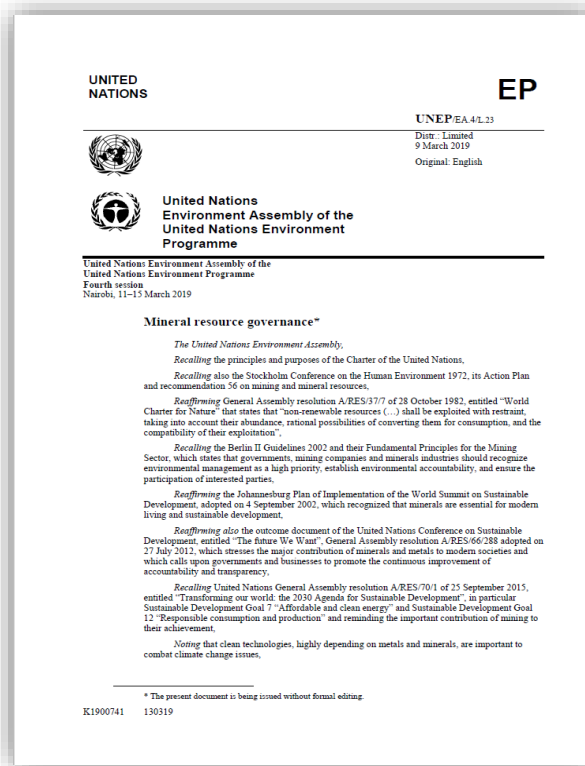 UNITED
NATIONS
EP
UNEP/EA.4/L.23
Distr.: Limited
9 March 2019
Original: English
United Nations
Environment Assembly of the
United Nations Environment
Programme
United Nations Environment Assembly of the
United Nations Environment Programme
Fourth session
Nairobi, 11–15 March 2019
Mineral resource governance*
The United Nations Environment Assembly,
Recalling the principles and purposes of the Charter of the United Nations,
Recalling also the Stockholm Conference on the Human Environment 1972, its Action Plan
and recommendation 56 on mining and mineral resources,
Reaffirming General Assembly resolution A/RES/37/7 of 28 October 1982, entitled “World
Charter for Nature” that states that “non-renewable resources (…) shall be exploited with restraint,
taking into account their abundance, rational possibilities of converting them for consumption, and the
compatibility of their exploitation”,
Recalling the Berlin II Guidelines 2002 and their Fundamental Principles for the Mining
Sector, which states that governments, mining companies and minerals industries should recognize
environmental management as a high priority, establish environmental accountability, and ensure the
participation of interested parties,
Reaffirming the Johannesburg Plan of Implementation of the World Summit on Sustainable
Development, adopted on 4 September 2002, which recognized that minerals are essential for modern
living and sustainable development,
Reaffirming also the outcome document of the United Nations Conference on Sustainable
Development, entitled “The future We Want”, General Assembly resolution A/RES/66/288 adopted on
27 July 2012, which stresses the major contribution of minerals and metals to modern societies and
which calls upon governments and businesses to promote the continuous improvement of
accountability and transparency,
Recalling United Nations General Assembly resolution A/RES/70/1 of 25 September 2015,
entitled “Transforming our world: the 2030 Agenda for Sustainable Development”, in particular
Sustainable Development Goal 7 “Affordable and clean energy” and Sustainable Development Goal
12 “Responsible consumption and production” and reminding the important contribution of mining to
their achievement,
Noting that clean technologies, highly depending on metals and minerals, are important to
combat climate change issues,
* The present document is being issued without formal editing.
K1900741 130319